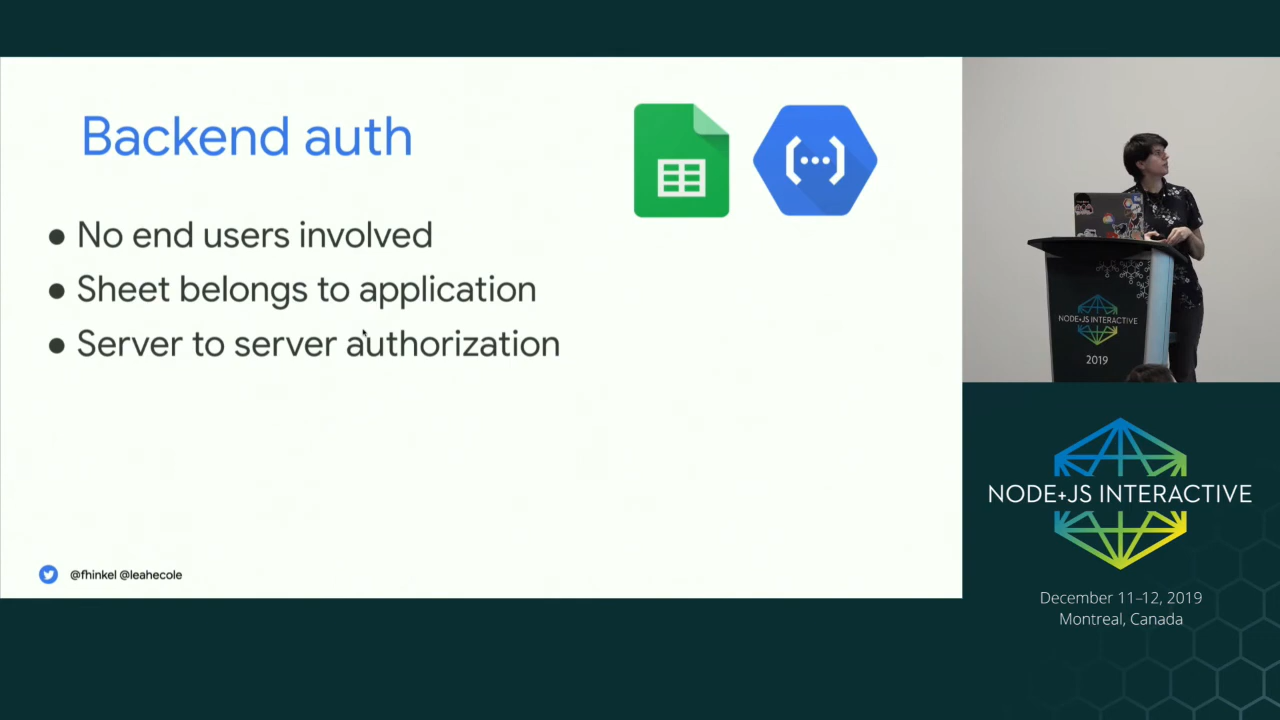 Backend auth
● No end users involved
● Sheet belongs to application
● Server to server authorization
@fhinkel @leahecole
NODE+JS INTERACTIVE
2019
NODE+JS INTERACTIVE
December 11–12, 2019
Montreal, Canada